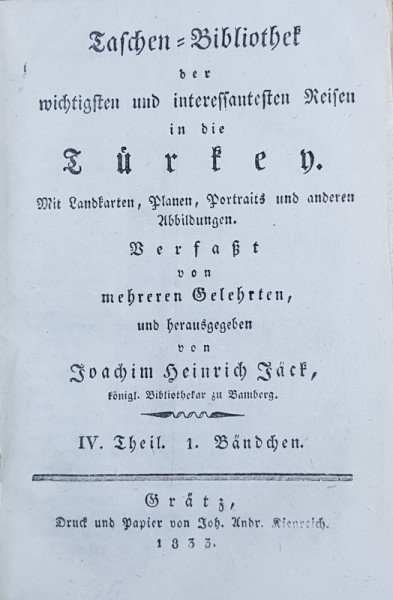 Taschen-Bibliothek
der
wichtigsten und interessantesten Reisen
in die
Türkey.
Mit Landkarten, Planen, Portraits und anderen
Abbildungen.
Verfaßt
von
mehreren Gelehrten,
und herausgegeben
von
Joachim Heinrich Jäck,
königl. Bibliothekar zu Bamberg.
IV. Theil. 1. Bändchen.
Grätz,
Druck und Papier von Joh. Andr. Kienreich.
1833.